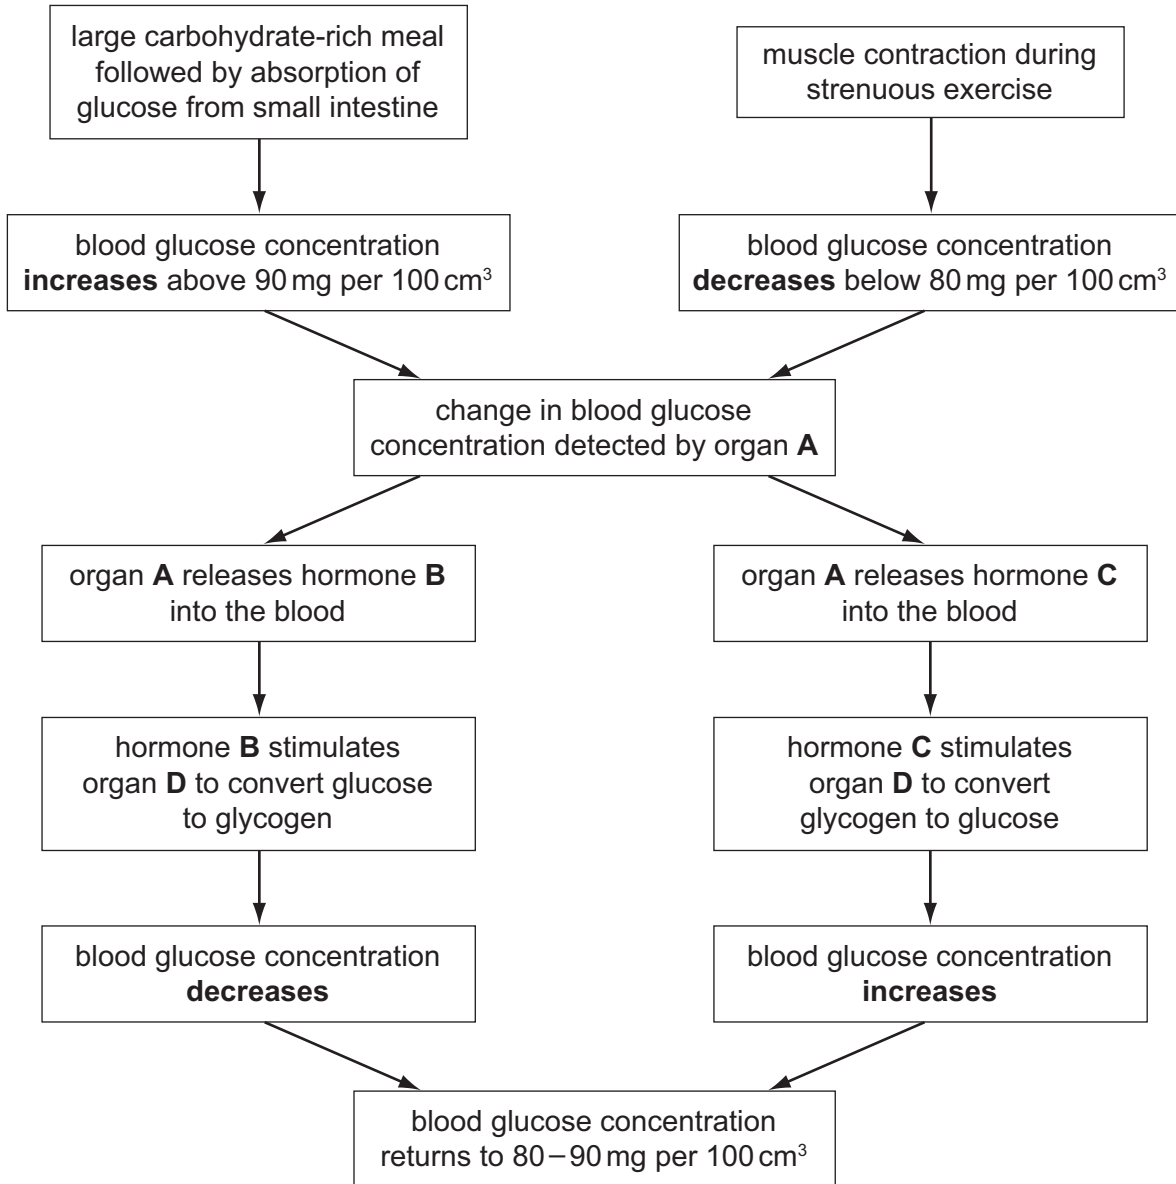 large carbohydrate-rich meal
followed by absorption of
glucose from small intestine
muscle contraction during
strenuous exercise
blood glucose concentration
increases above 90 mg per 100 cm³
blood glucose concentration
decreases below 80 mg per 100 cm³
change in blood glucose
concentration detected by organ A
organ A releases hormone B
into the blood
organ A releases hormone C
into the blood
hormone B stimulates
organ D to convert glucose
to glycogen
hormone C stimulates
organ D to convert
glycogen to glucose
blood glucose concentration
decreases
blood glucose concentration
increases
blood glucose concentration
returns to 80–90 mg per 100 cm³